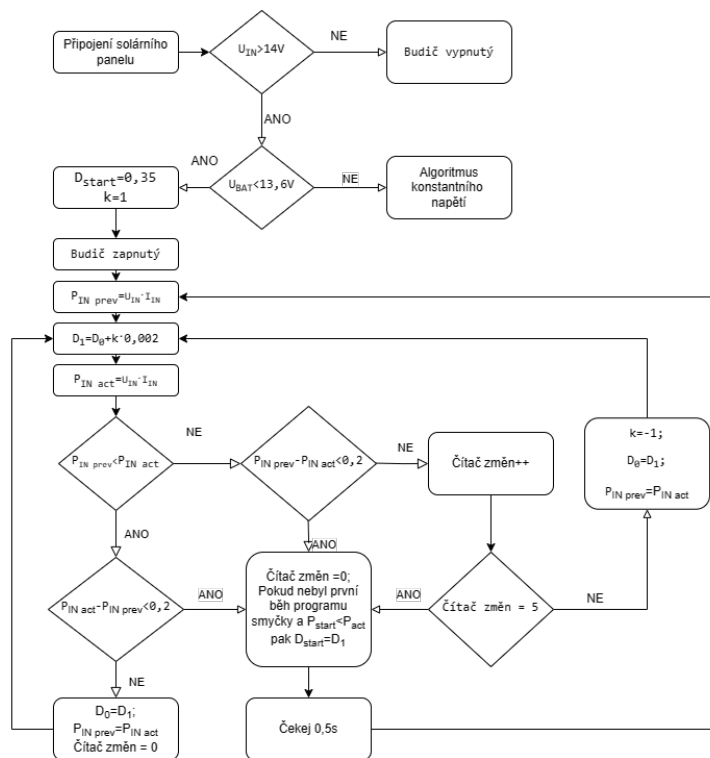 Připojení solárního
panelu
U_IN>14V
NE
Budič vypnutý
ANO
ANO
U_BAT<13,6V
NE
Algoritmus
konstantního
napětí
D_start=0,35
k=1
Budič zapnutý
P_IN prev=U_IN·I_IN
D_1=D_0+k·0,002
P_IN act=U_IN·I_IN
P_IN prev<P_IN act
NE
P_IN prev-P_IN act<0,2
NE
Čítač změn++
k=-1;
D_0=D_1;
P_IN prev=P_IN act
ANO
ANO
P_IN act-P_IN prev<0,2
ANO
Čítač změn =0;
Pokud nebyl první
běh programu
smyčky a P_start<P_act
pak D_start=D_1
ANO
Čítač změn = 5
NE
NE
D_0=D_1;
P_IN prev=P_IN act
Čítač změn = 0
Čekej 0,5s